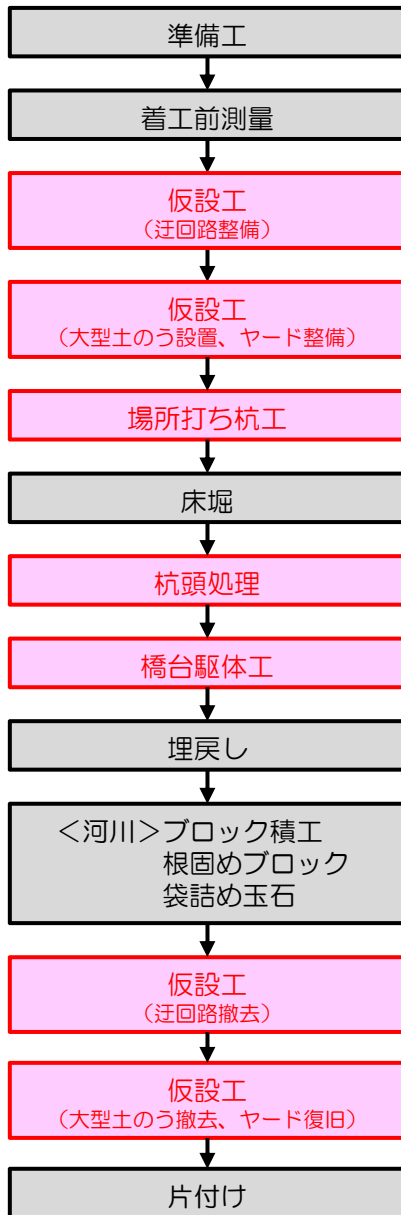 準備工
着工前測量
仮設工
（迂回路整備）
仮設工
（大型土のう設置、ヤード整備）
場所打ち杭工
床堀
杭頭処理
橋台駆体工
埋戻し
＜河川＞ブロック積工
根固めブロック
袋詰め玉石
仮設工
（迂回路撤去）
仮設工
（大型土のう撤去、ヤード復旧）
片付け